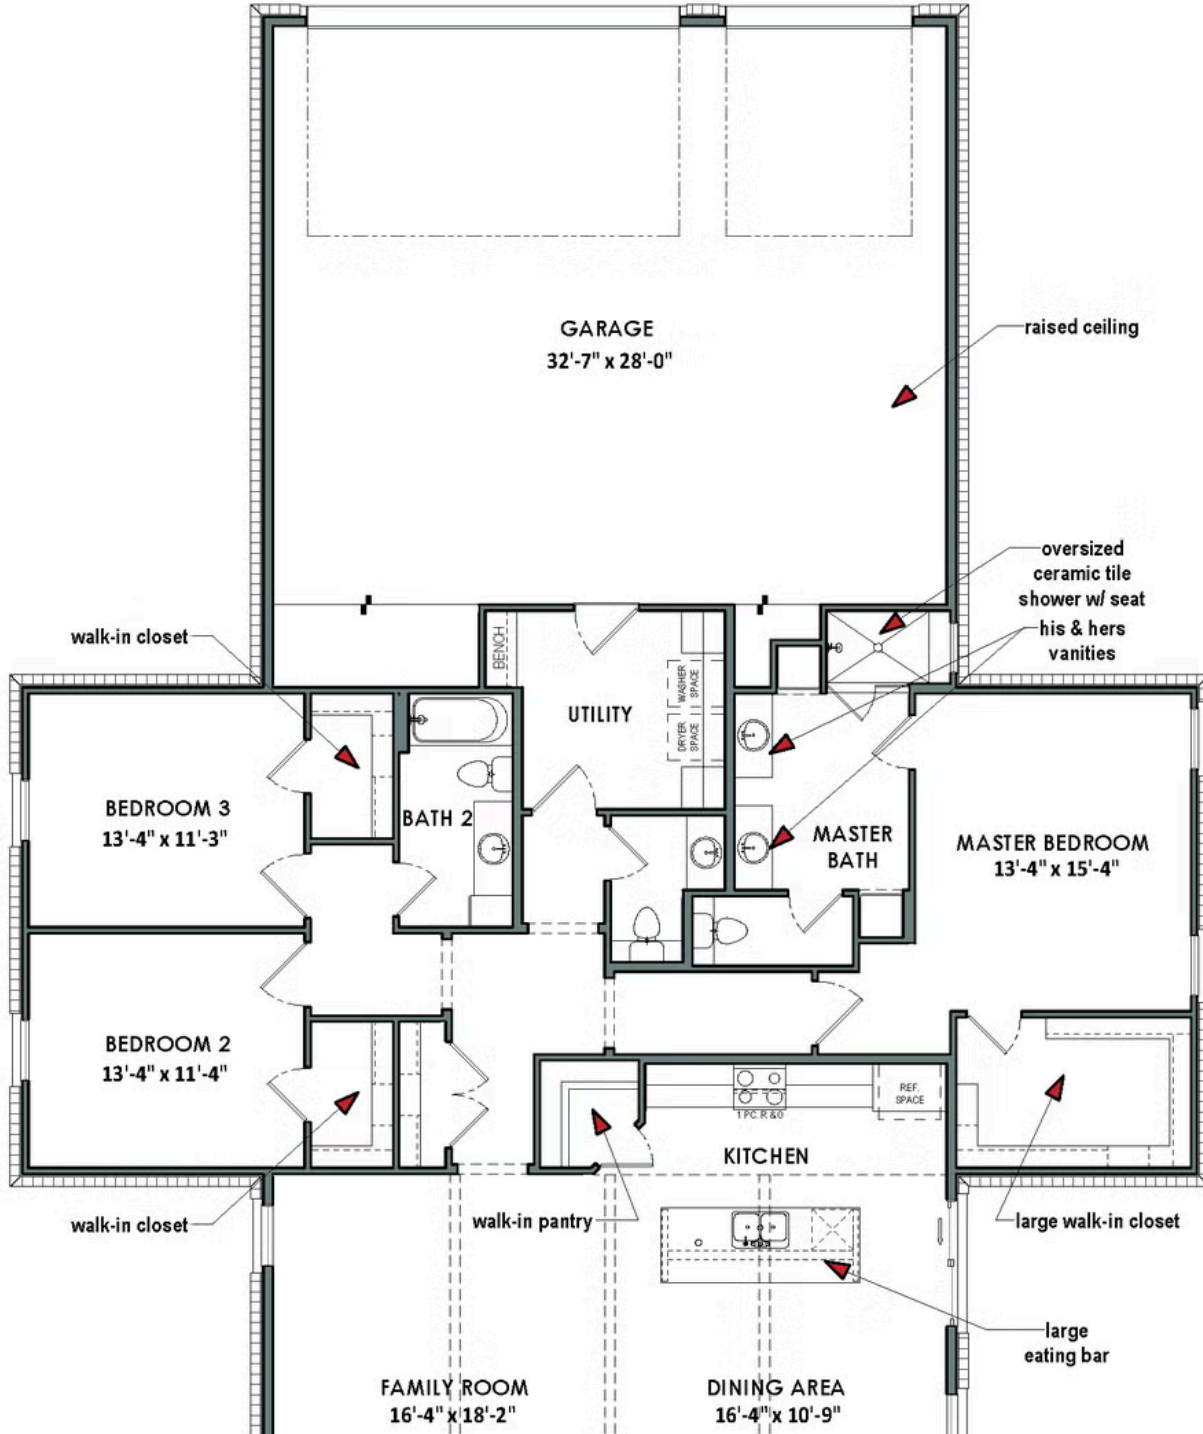 GARAGE
32'-7" x 28'-0"
raised ceiling
oversized
ceramic tile
shower w/ seat
his & hers
vanities
walk-in closet
BENCH
WASHER
SPACE
UTILITY
DRYER
SPACE
BEDROOM 3
13'-4" x 11'-3"
BATH 2
MASTER
BATH
MASTER BEDROOM
13'-4" x 15'-4"
BEDROOM 2
13'-4" x 11'-4"
REF.
SPACE
1 PC. R & O
KITCHEN
walk-in closet
walk-in pantry
large walk-in closet
large
eating bar
FAMILY ROOM
16'-4" x 18'-2"
DINING AREA
16'-4" x 10'-9"